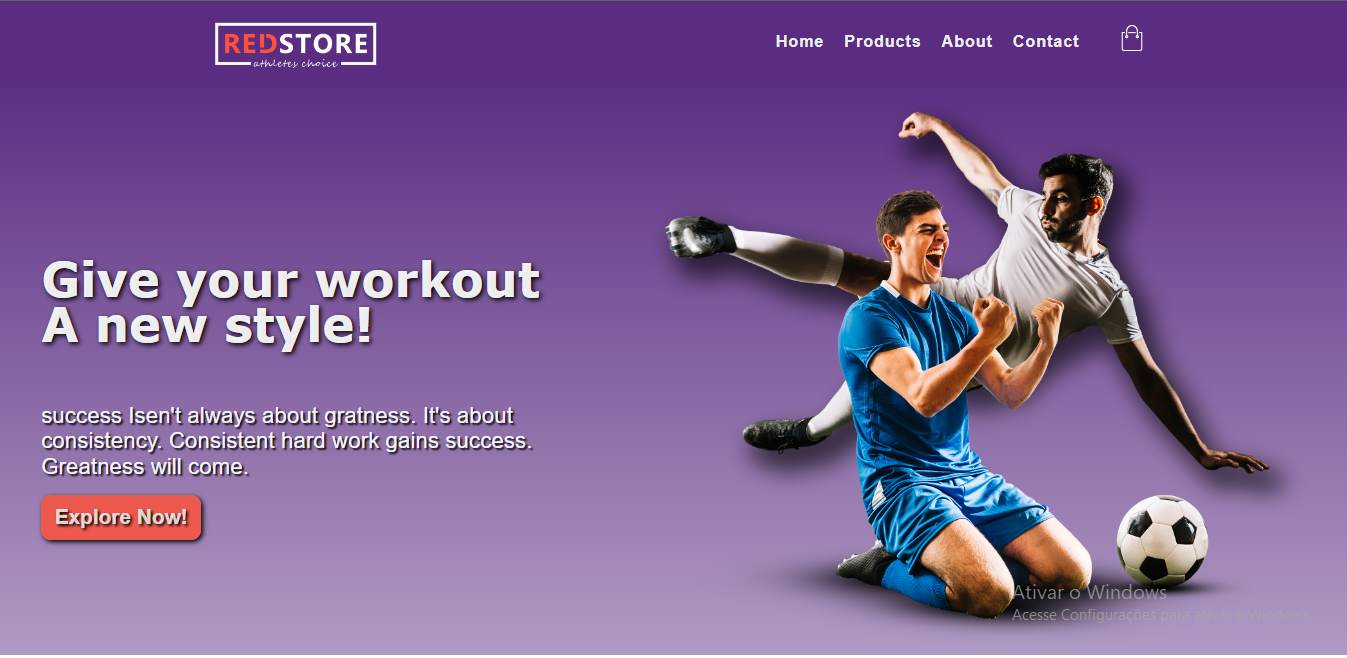 REDSTORE
athletes choice
Home Products About Contact
Give your workout
A new style!
success Isen't always about gratness. It's about
consistency. Consistent hard work gains success.
Greatness will come.
Explore Now!
Ativar o Windows
Acesse Configurações para ativar o Windows.